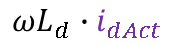 ωL_d · i_dAct